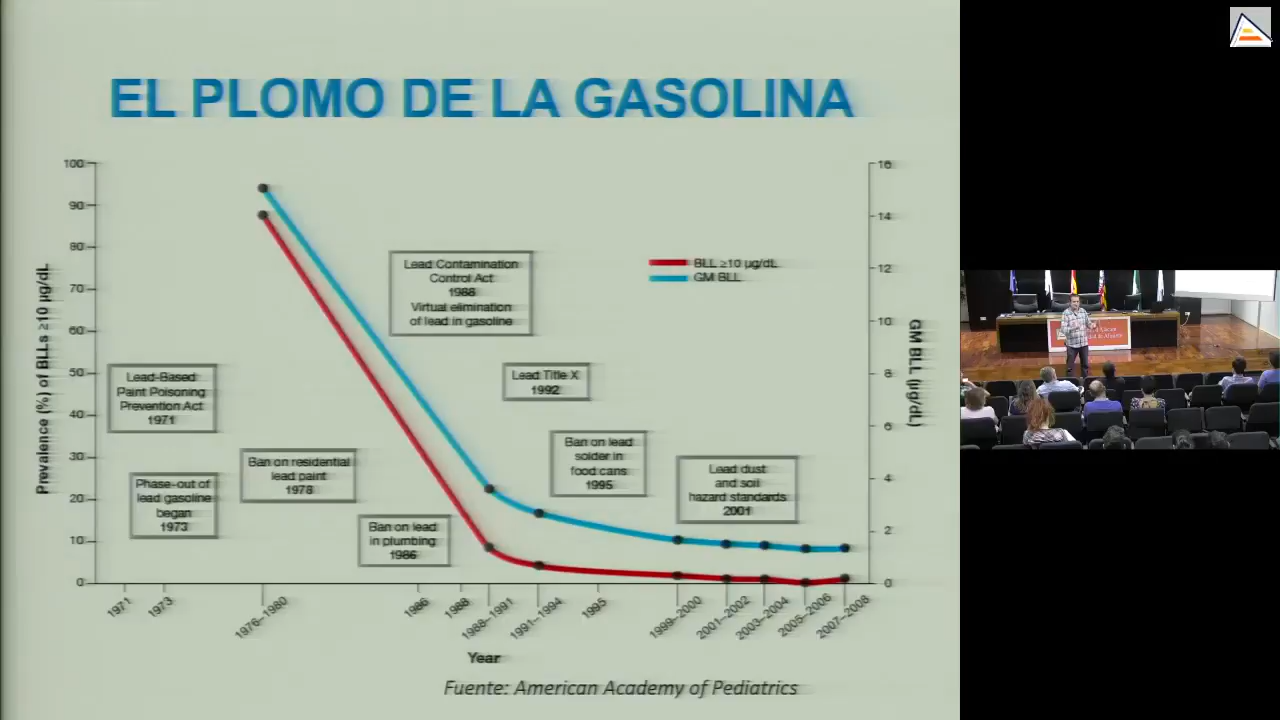 EL PLOMO DE LA GASOLINA
100
90
80
70
60
50
40
30
20
10
0
Prevalence (%) of BLLs ≥10 µg/dL
16
14
12
10
8
6
4
2
0
GM BLL (µg/dL)
BLL ≥10 µg/dL
GM BLL
Lead-Based
Paint Poisoning
Prevention Act
1971
Phase-out of
lead gasoline
began
1973
Ban on residential
lead paint
1978
Ban on lead
in plumbing
1986
Lead Contamination
Control Act
1988
Virtual elimination
of lead in gasoline
Lead Title X
1992
Ban on lead
solder in
food cans
1995
Lead dust
and soil
hazard standards
2001
1971
1973
1976–1980
1986
1988
1988–1991
1991–1994
1995
1999–2000
2001–2002
2003–2004
2005–2006
2007–2008
Year
Fuente: American Academy of Pediatrics